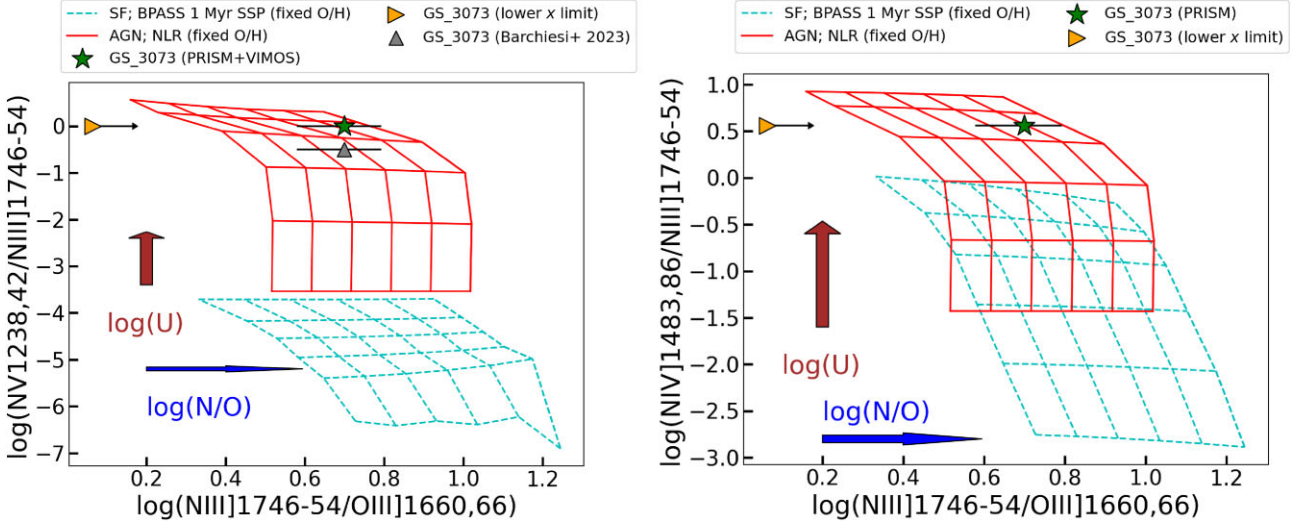 SF; BPASS 1 Myr SSP (fixed O/H)
AGN; NLR (fixed O/H)
GS_3073 (PRISM+VIMOS)
GS_3073 (lower x limit)
GS_3073 (Barchiesi+ 2023)
log(NV1238,42/NIII]1746-54)
0
−1
−2
−3
−4
−5
−6
−7
log(U)
log(N/O)
0.2
0.4
0.6
0.8
1.0
1.2
log(NIII]1746-54/OIII]1660,66)
SF; BPASS 1 Myr SSP (fixed O/H)
AGN; NLR (fixed O/H)
GS_3073 (PRISM)
GS_3073 (lower x limit)
log(NIV]1483,86/NIII]1746-54)
1.0
0.5
0.0
−0.5
−1.0
−1.5
−2.0
−2.5
−3.0
log(U)
log(N/O)
0.2
0.4
0.6
0.8
1.0
1.2
log(NIII]1746-54/OIII]1660,66)